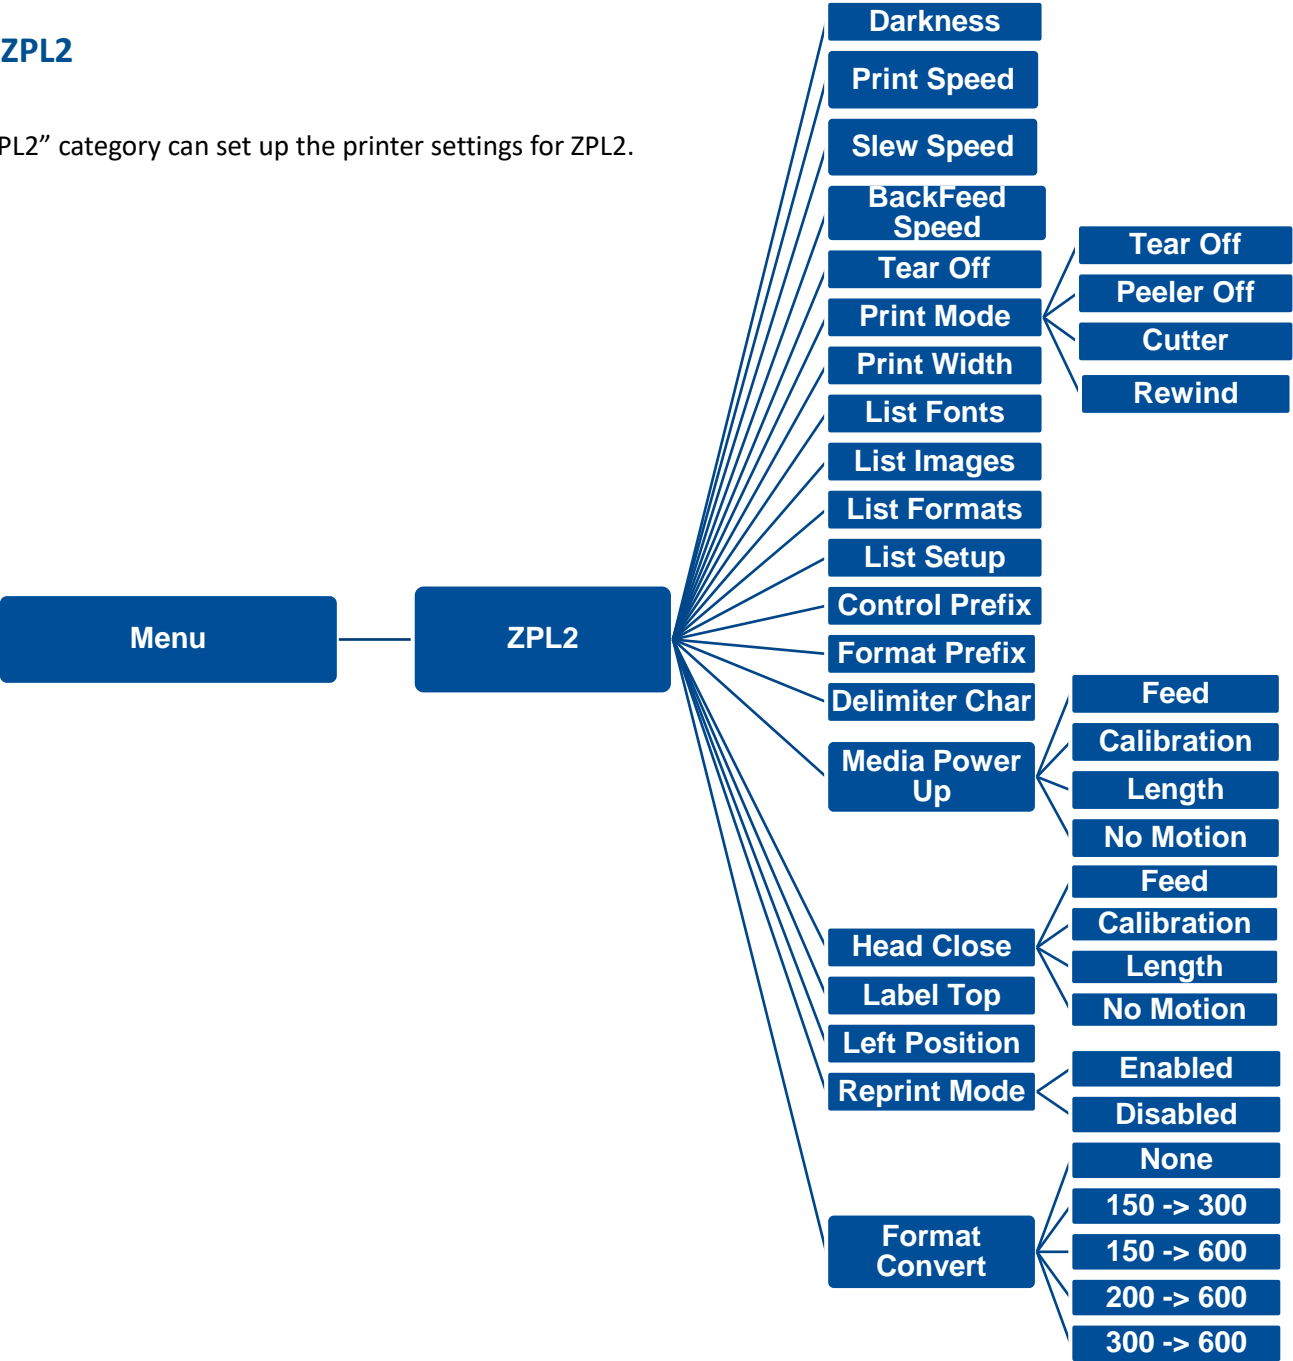 ZPL2
PL2” category can set up the printer settings for ZPL2.
Menu
ZPL2
Darkness
Print Speed
Slew Speed
BackFeed
Speed
Tear Off
Print Mode
Tear Off
Peeler Off
Cutter
Rewind
Print Width
List Fonts
List Images
List Formats
List Setup
Control Prefix
Format Prefix
Delimiter Char
Media Power
Up
Feed
Calibration
Length
No Motion
Head Close
Feed
Calibration
Length
No Motion
Label Top
Left Position
Reprint Mode
Enabled
Disabled
Format
Convert
None
150 -> 300
150 -> 600
200 -> 600
300 -> 600